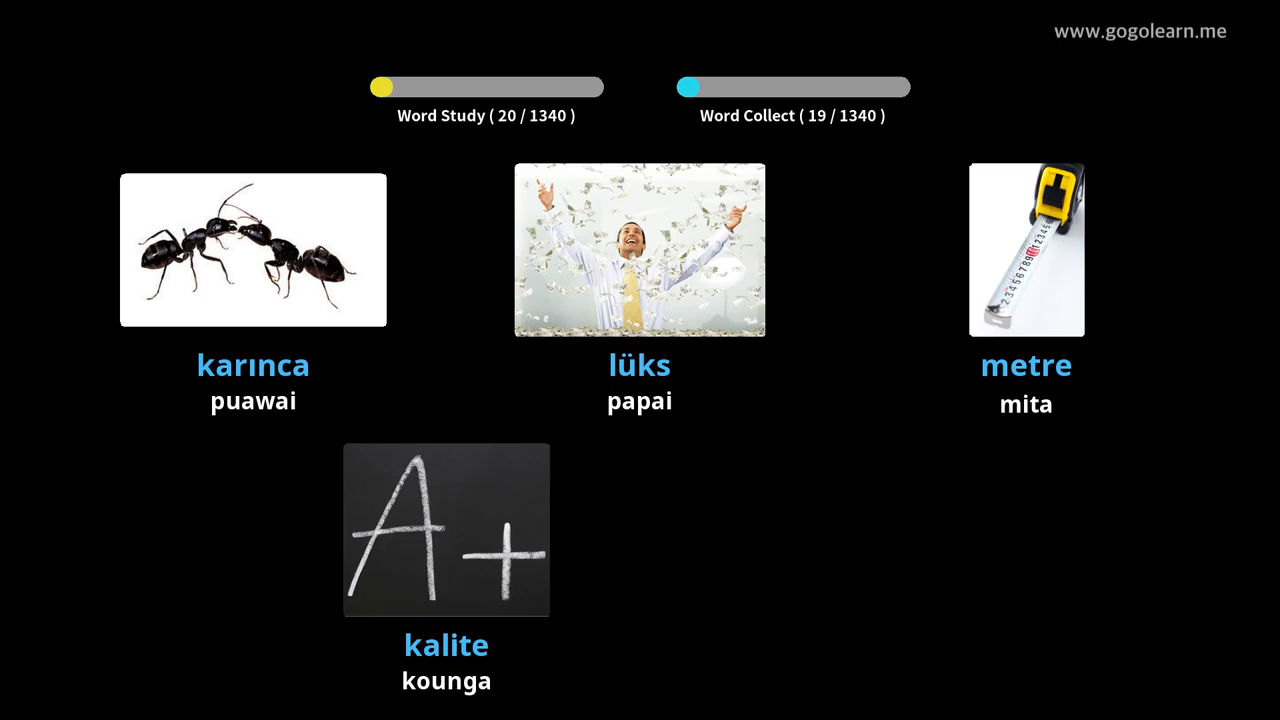 www.gogolearn.me
Word Study ( 20 / 1340 )
Word Collect ( 19 / 1340 )
karınca
puawai
lüks
papai
metre
mita
A+
kalite
kounga